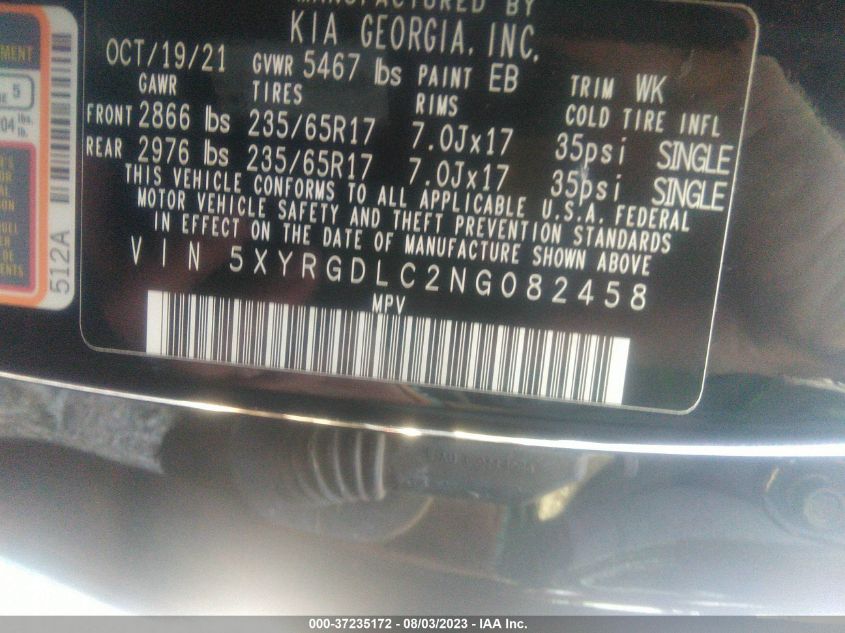 MANUFACTURED BY
KIA GEORGIA, INC.
OCT/19/21 GVWR 5467 lbs PAINT EB TRIM WK
GAWR TIRES RIMS COLD TIRE INFL
FRONT 2866 lbs 235/65R17 7.0Jx17 35psi SINGLE
REAR 2976 lbs 235/65R17 7.0Jx17 35psi SINGLE
THIS VEHICLE CONFORMS TO ALL APPLICABLE U.S.A. FEDERAL
MOTOR VEHICLE SAFETY AND THEFT PREVENTION STANDARDS
IN EFFECT ON THE DATE OF MANUFACTURE SHOWN ABOVE
VIN 5XYRGDLC2NG082458
MPV
512A
5
lbs.
lb.
000-37235172 - 08/03/2023 - IAA Inc.